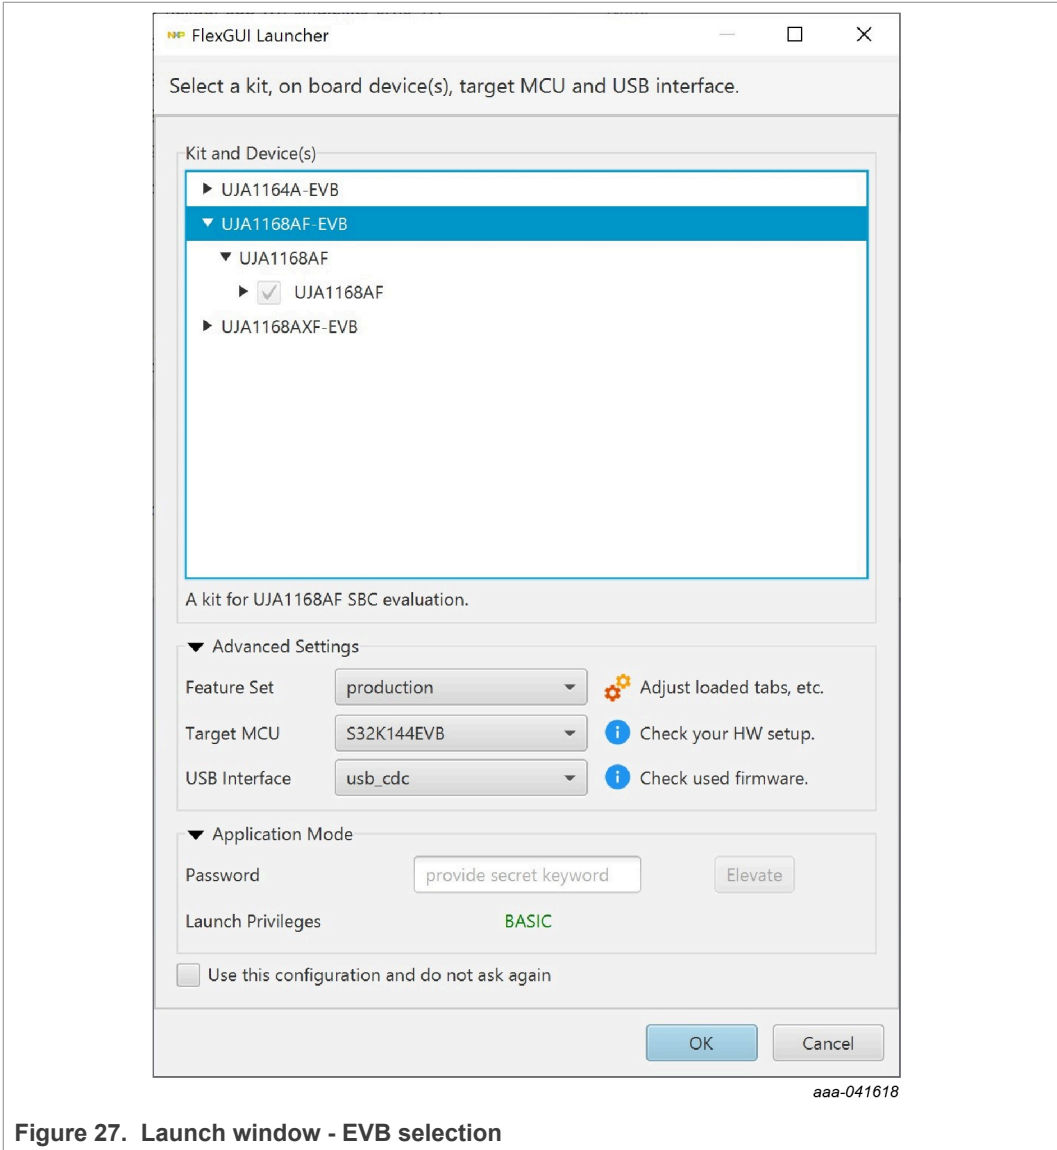 NXP FlexGUI Launcher
Select a kit, on board device(s), target MCU and USB interface.
Kit and Device(s)
UJA1164A-EVB
UJA1168AF-EVB
UJA1168AF
UJA1168AF
UJA1168AXF-EVB
A kit for UJA1168AF SBC evaluation.
Advanced Settings
Feature Set production Adjust loaded tabs, etc.
Target MCU S32K144EVB Check your HW setup.
USB Interface usb_cdc Check used firmware.
Application Mode
Password provide secret keyword Elevate
Launch Privileges BASIC
Use this configuration and do not ask again
OK Cancel
aaa-041618
Figure 27. Launch window - EVB selection